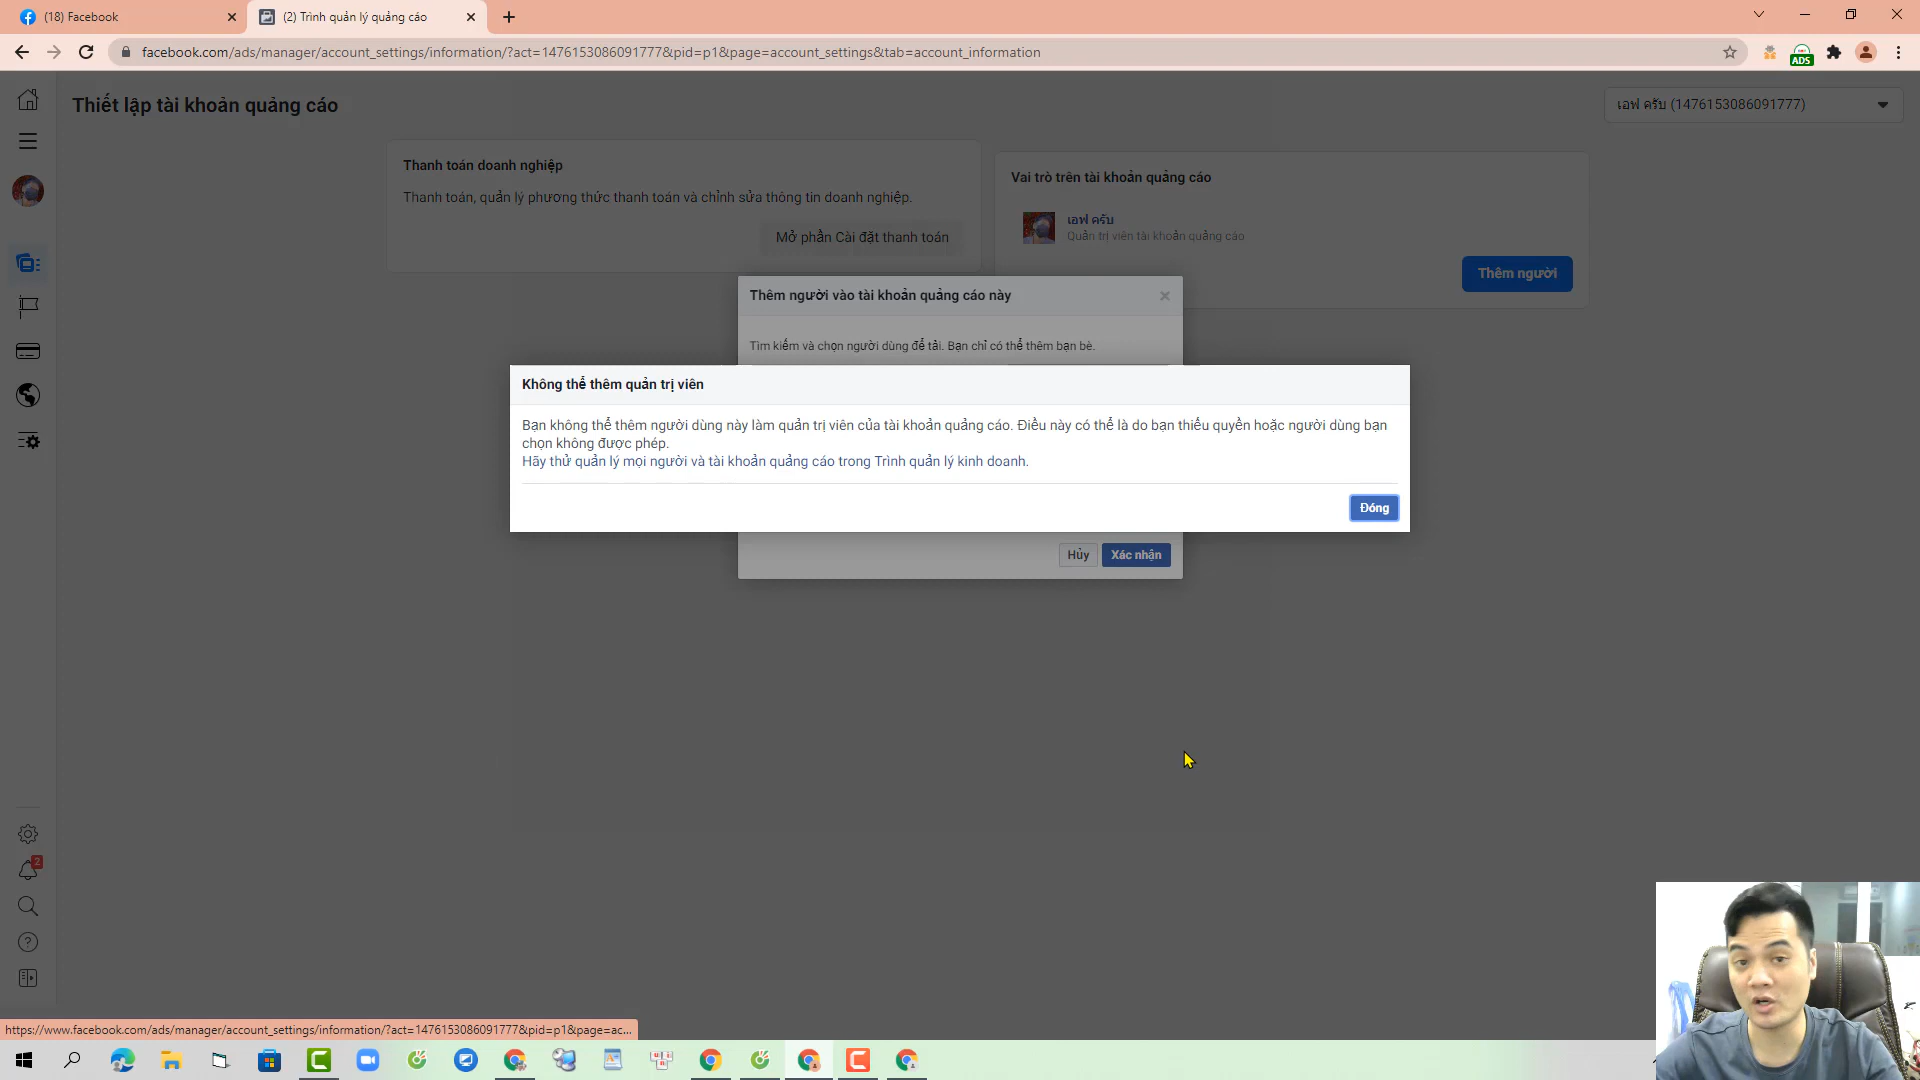 (18) Facebook
(2) Trình quản lý quảng cáo
facebook.com/ads/manager/account_settings/information/?act=1476153086091777&pid=p1&page=account_settings&tab=account_information
ADS
Thiết lập tài khoản quảng cáo
เอฟ ครับ (1476153086091777)
Thanh toán doanh nghiệp
Thanh toán, quản lý phương thức thanh toán và chỉnh sửa thông tin doanh nghiệp.
Mở phần Cài đặt thanh toán
Vai trò trên tài khoản quảng cáo
เอฟ ครับ
Quản trị viên tài khoản quảng cáo
Thêm người
Thêm người vào tài khoản quảng cáo này
Tìm kiếm và chọn người dùng để tải. Bạn chỉ có thể thêm bạn bè.
Không thể thêm quản trị viên
Bạn không thể thêm người dùng này làm quản trị viên của tài khoản quảng cáo. Điều này có thể là do bạn thiếu quyền hoặc người dùng bạn
chọn không được phép.
Hãy thử quản lý mọi người và tài khoản quảng cáo trong Trình quản lý kinh doanh.
Đóng
Hủy
Xác nhận
2
https://www.facebook.com/ads/manager/account_settings/information/?act=1476153086091777&pid=p1&page=ac...